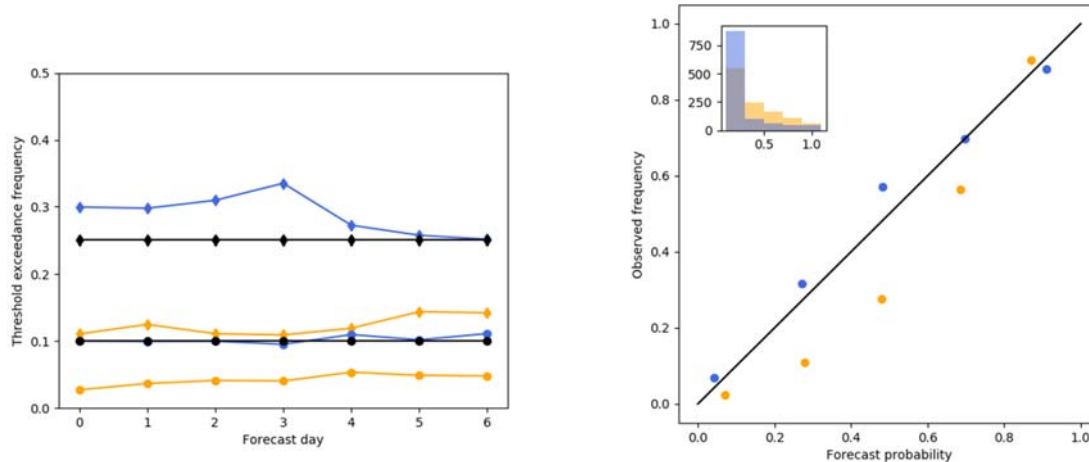 0.5
0.4
0.3
0.2
0.1
0.0
Threshold exceedance frequency
0 1 2 3 4 5 6
Forecast day
1.0
0.8
0.6
0.4
0.2
0.0
Observed frequency
750
500
250
0
0.5 1.0
0.0 0.2 0.4 0.6 0.8 1.0
Forecast probability